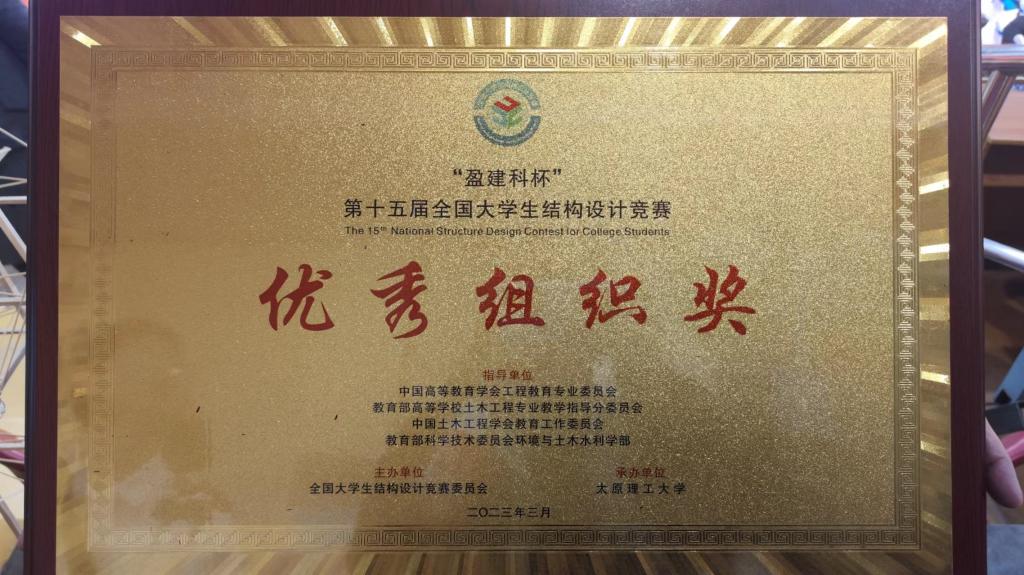 “盈建科杯”
第十五届全国大学生结构设计竞赛
The 15th National Structure Design Contest for College Students
优秀组织奖
指导单位
中国高等教育学会工程教育专业委员会
教育部高等学校土木工程专业教学指导分委员会
中国土木工程学会教育工作委员会
教育部科学技术委员会环境与土木水利学部
主办单位 承办单位
全国大学生结构设计竞赛委员会 太原理工大学
二〇二三年三月